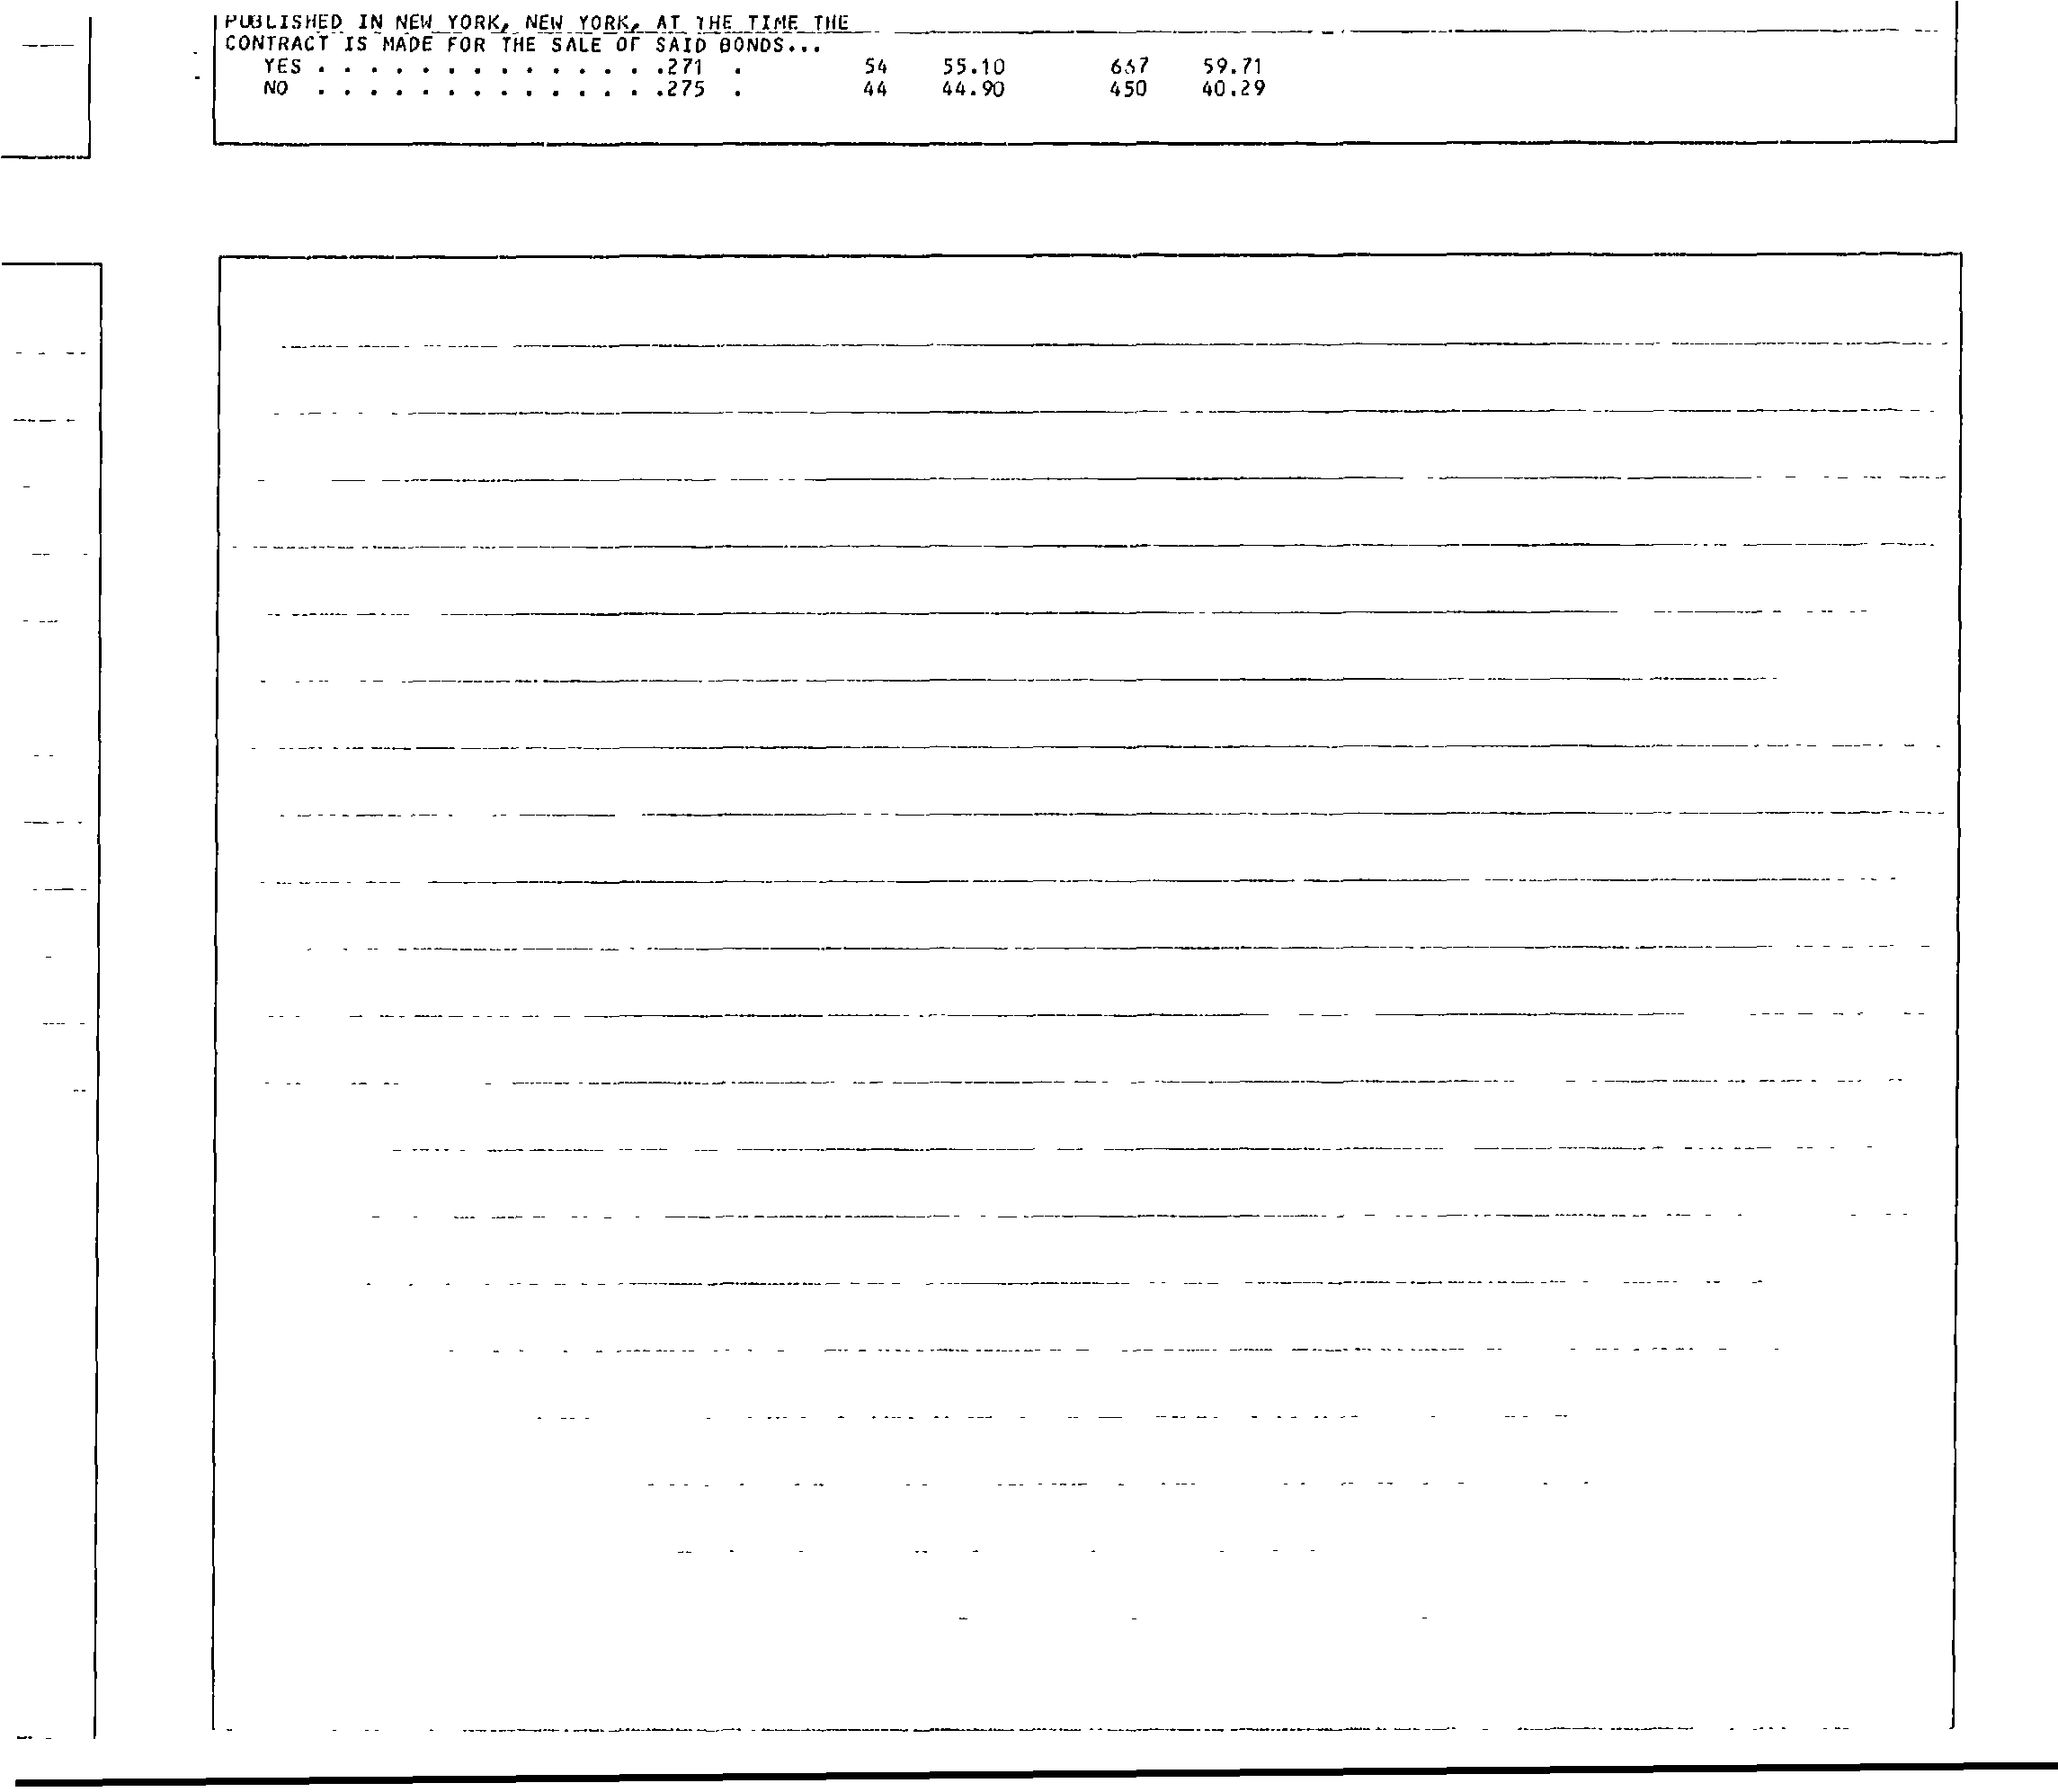 PUBLISHED IN NEW YORK, NEW YORK, AT THE TIME THE
CONTRACT IS MADE FOR THE SALE OF SAID BONDS...
YES . . . . . . . . . . . . . .271 . 54 55.10 667 59.71
NO . . . . . . . . . . . . . .275 . 44 44.90 450 40.29